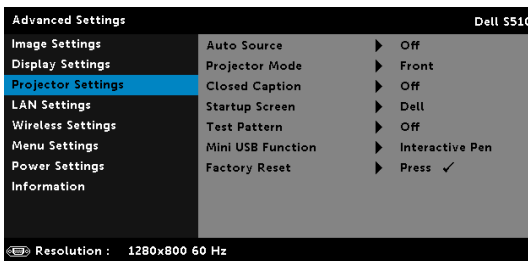 Advanced Settings Dell S510
Image Settings
Display Settings
Projector Settings
LAN Settings
Wireless Settings
Menu Settings
Power Settings
Information
Auto Source Off
Projector Mode Front
Closed Caption Off
Startup Screen Dell
Test Pattern Off
Mini USB Function Interactive Pen
Factory Reset Press ✓
Resolution : 1280x800 60 Hz